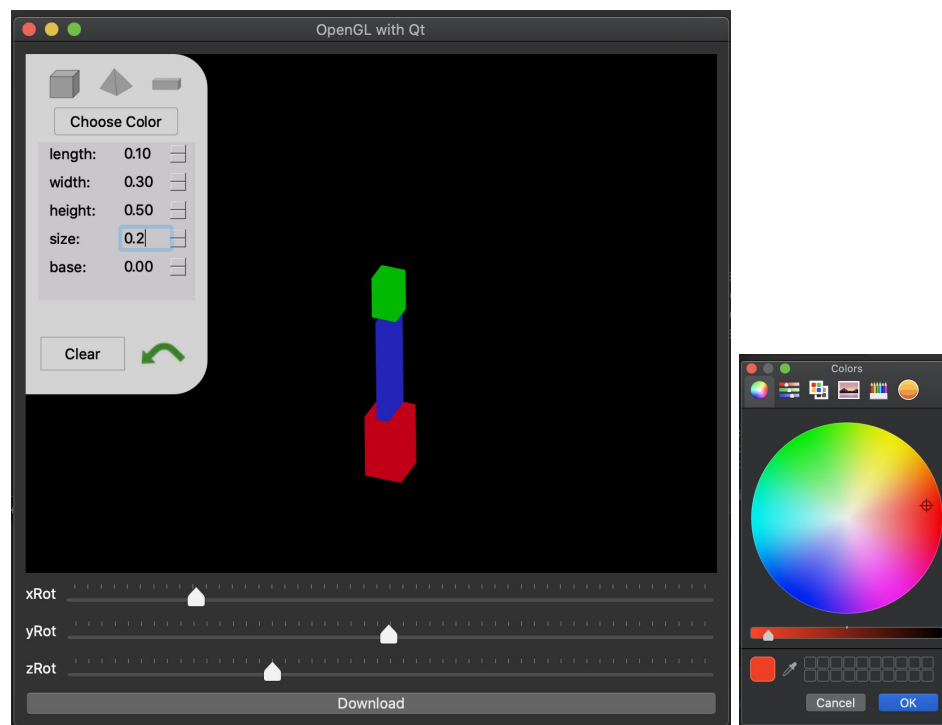 OpenGL with Qt
Choose Color
length: 0.10
width: 0.30
height: 0.50
size: 0.2
base: 0.00
Clear
xRot
yRot
zRot
Download
Colors
Cancel OK